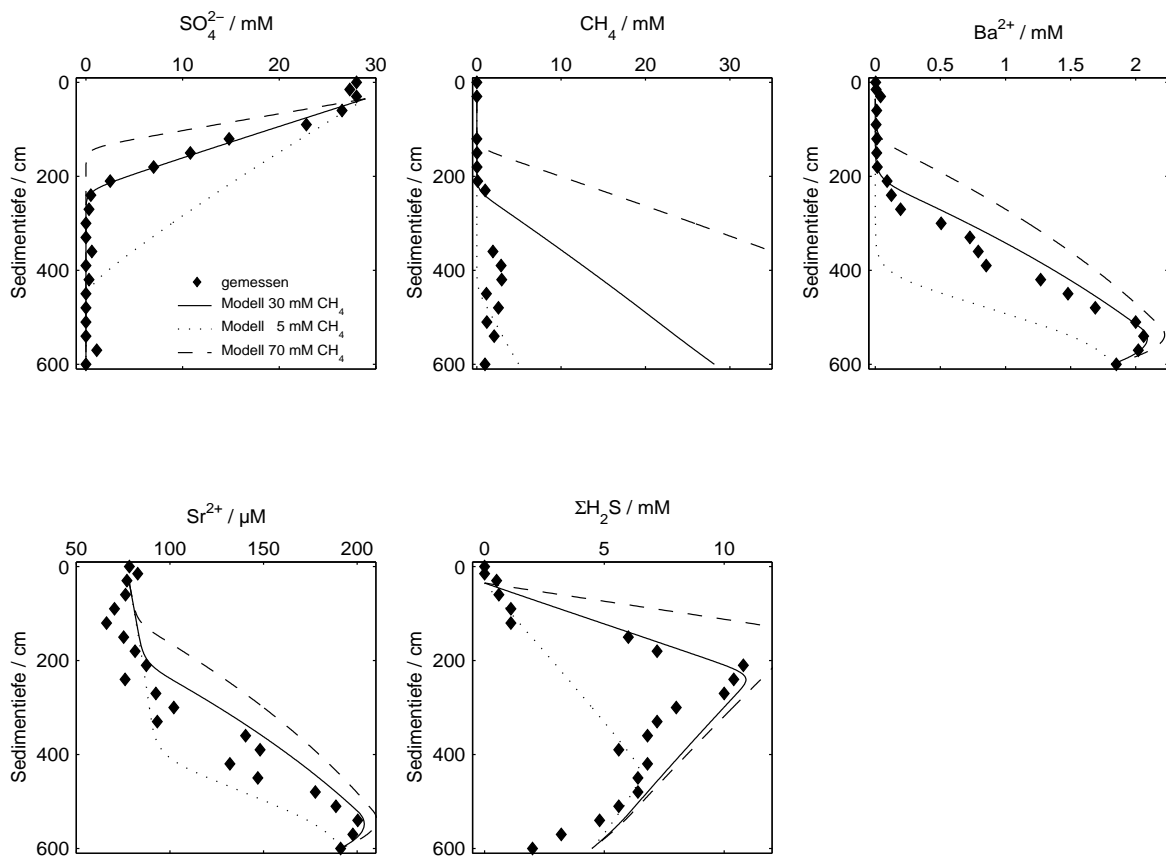 SO₄²⁻ / mM
0 10 20 30
Sedimentiefe / cm
0
200
400
600
gemessen
Modell 30 mM CH₄
Modell 5 mM CH₄
Modell 70 mM CH₄
CH₄ / mM
0 10 20 30
Sedimentiefe / cm
0
200
400
600
Ba²⁺ / mM
0 0.5 1 1.5 2
Sedimentiefe / cm
0
200
400
600
Sr²⁺ / µM
50 100 150 200
Sedimentiefe / cm
0
200
400
600
ΣH₂S / mM
0 5 10
Sedimentiefe / cm
0
200
400
600